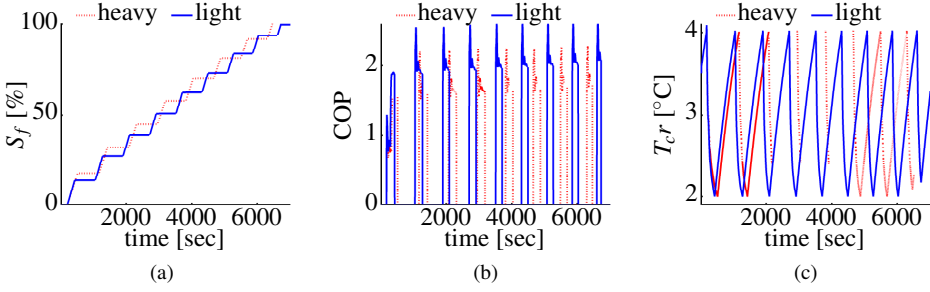 heavy light
100
50
0
S_f [%]
2000 4000 6000
time [sec]
(a)
heavy light
2
1
0
COP
2000 4000 6000
time [sec]
(b)
heavy light
4
3
2
T_cr [°C]
2000 4000 6000
time [sec]
(c)